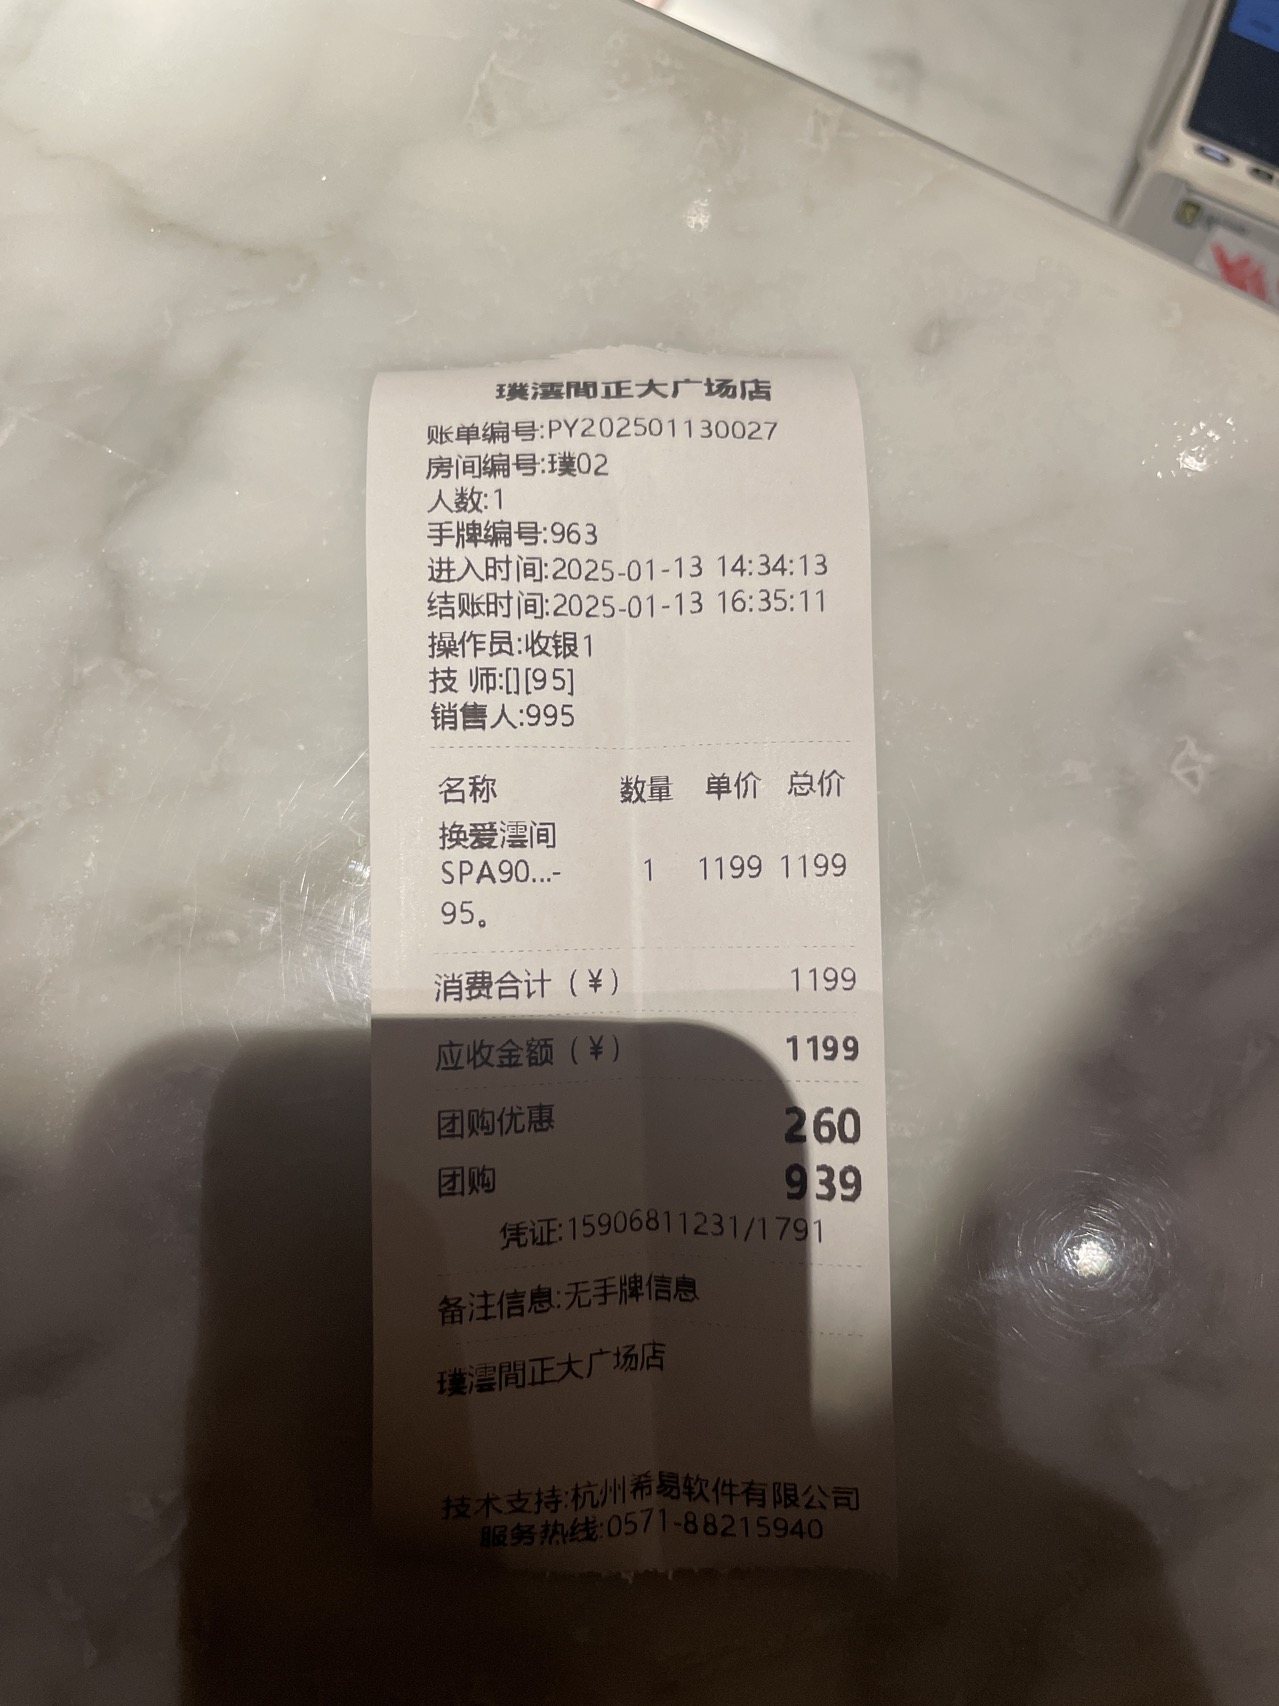 璞澐間正大广场店
账单编号:PY202501130027
房间编号:璞02
人数:1
手牌编号:963
进入时间:2025-01-13 14:34:13
结账时间:2025-01-13 16:35:11
操作员:收银1
技 师:[][95]
销售人:995
名称 数量 单价 总价
换爱澐间
SPA90...- 1 1199 1199
95。
消费合计（¥） 1199
应收金额（¥） 1199
团购优惠 260
团购 939
凭证:15906811231/1791
备注信息:无手牌信息
璞澐間正大广场店
技术支持:杭州希易软件有限公司
服务热线:0571-88215940